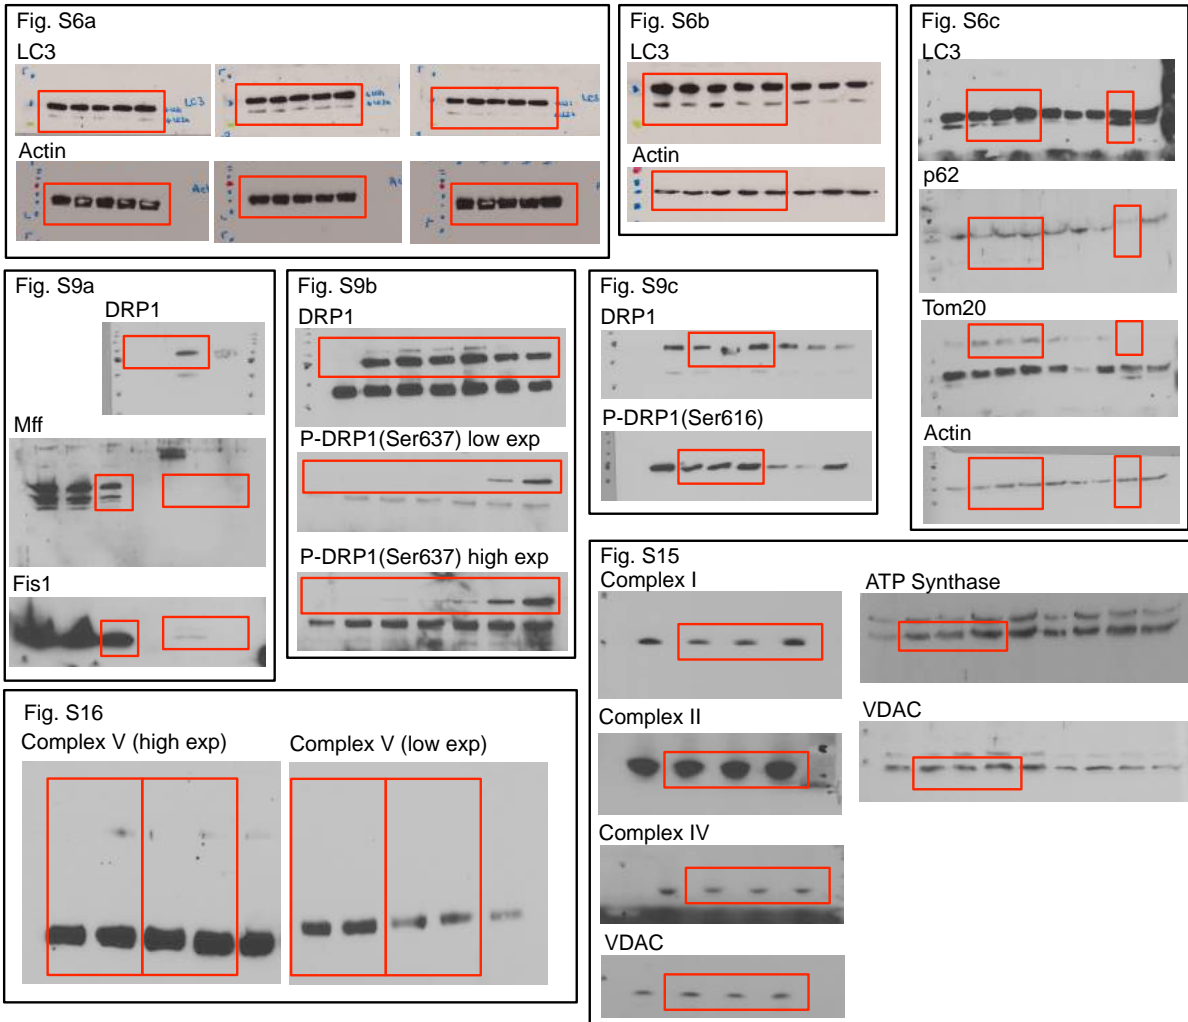 Fig. S6a
LC3
LC3
Actin
Fig. S6b
LC3
Actin
Fig. S6c
LC3
p62
Tom20
Actin
Fig. S9a
DRP1
Mff
Fis1
Fig. S9b
DRP1
P-DRP1(Ser637) low exp
P-DRP1(Ser637) high exp
Fig. S9c
DRP1
P-DRP1(Ser616)
Fig. S15
Complex I
Complex II
Complex IV
VDAC
ATP Synthase
VDAC
Fig. S16
Complex V (high exp)
Complex V (low exp)